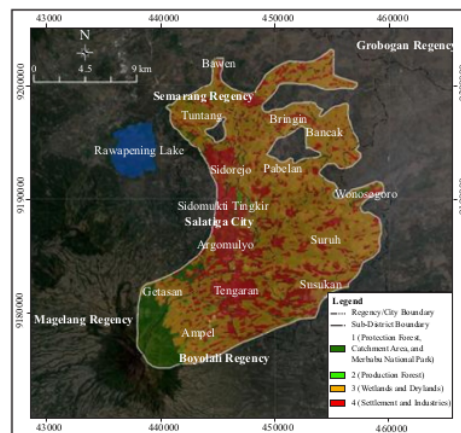 440000
450000
460000
N
Grobogan Regency
Bawen
0 4.5 9 km
9200000
Semarang Regency
Tuntang
Bringin
Bancak
Rawapening Lake
Sidorejo
Pabelan
Wonosegoro
9190000
Sidomukti Tingkir
Salatiga City
Argomulyo
Suruh
Getasan
Tengaran
Susukan
9180000
Magelang Regency
Ampel
Boyolali Regency
Legend
Regency/City Boundary
Sub-District Boundary
1 (Protection Forest,
Catchment Area, and
Merbabu National Park)
2 (Production Forest)
3 (Wetlands and Drylands)
4 (Settlement and Industries)
440000
450000
460000